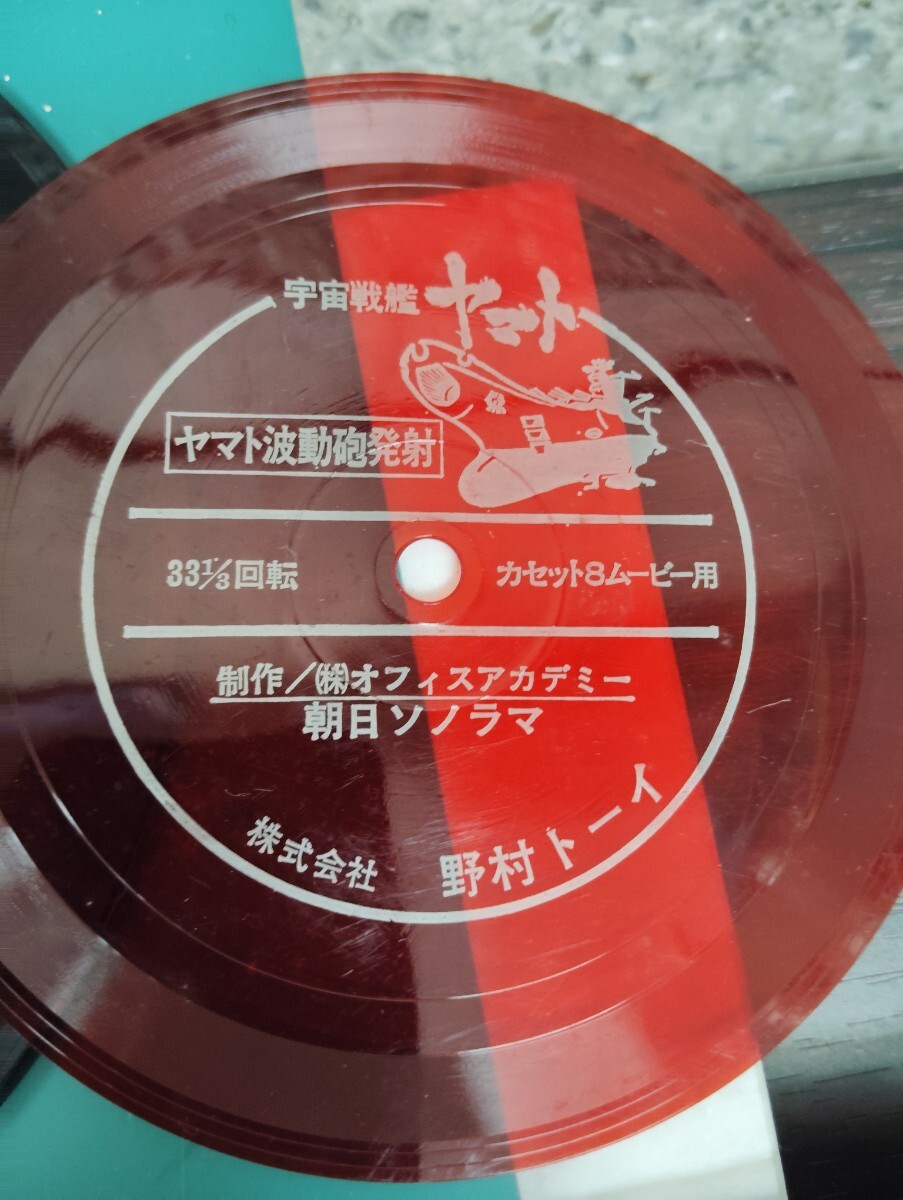 宇宙戦艦ヤマト
ヤマト波動砲発射
33⅓回転
カセット8ムービー用
制作/㈱オフィスアカデミー
朝日ソノラマ
株式会社 野村トーイ